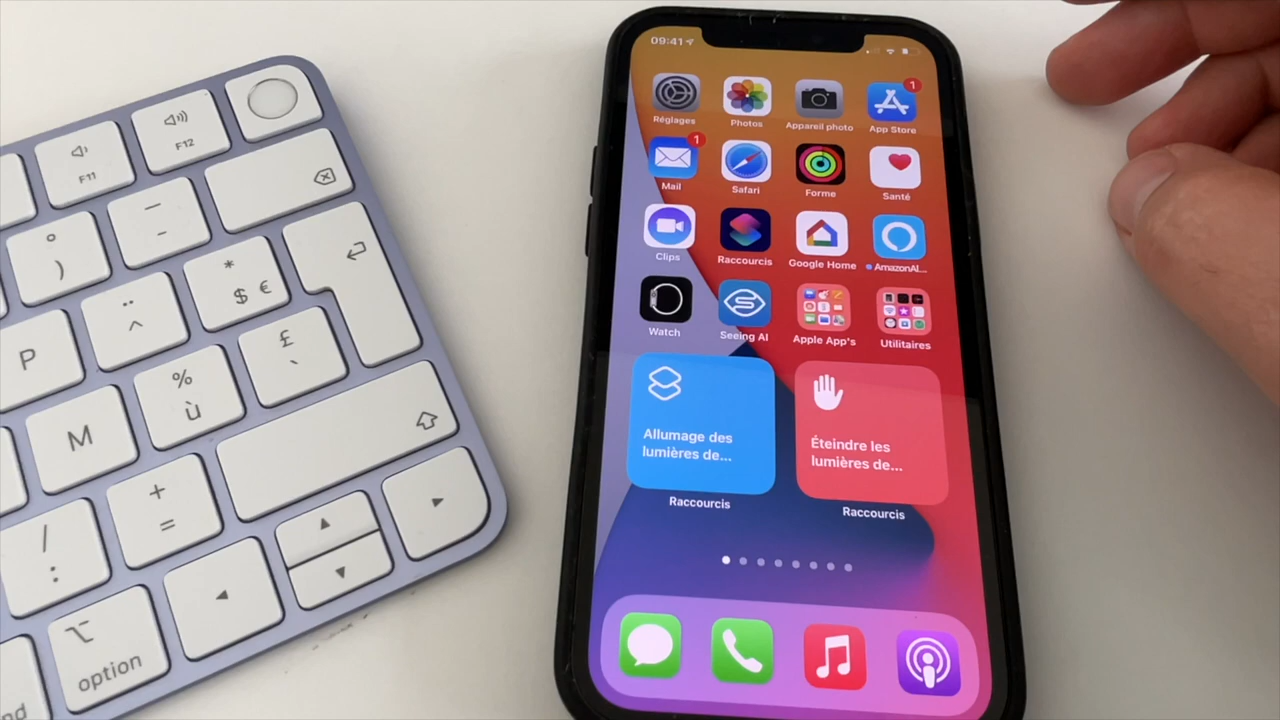 09:41
Réglages
Photos
Appareil photo
1
App Store
1
Mail
Safari
Forme
Santé
Clips
Raccourcis
Google Home
AmazonAl...
Watch
Seeing AI
Apple App's
Utilitaires
Allumage des
lumières de...
Raccourcis
Éteindre les
lumières de...
Raccourcis
F11
F12
°
)
—
-
*
$ €
P
¨
^
£
`
M
%
ù
/
:
+
=
option